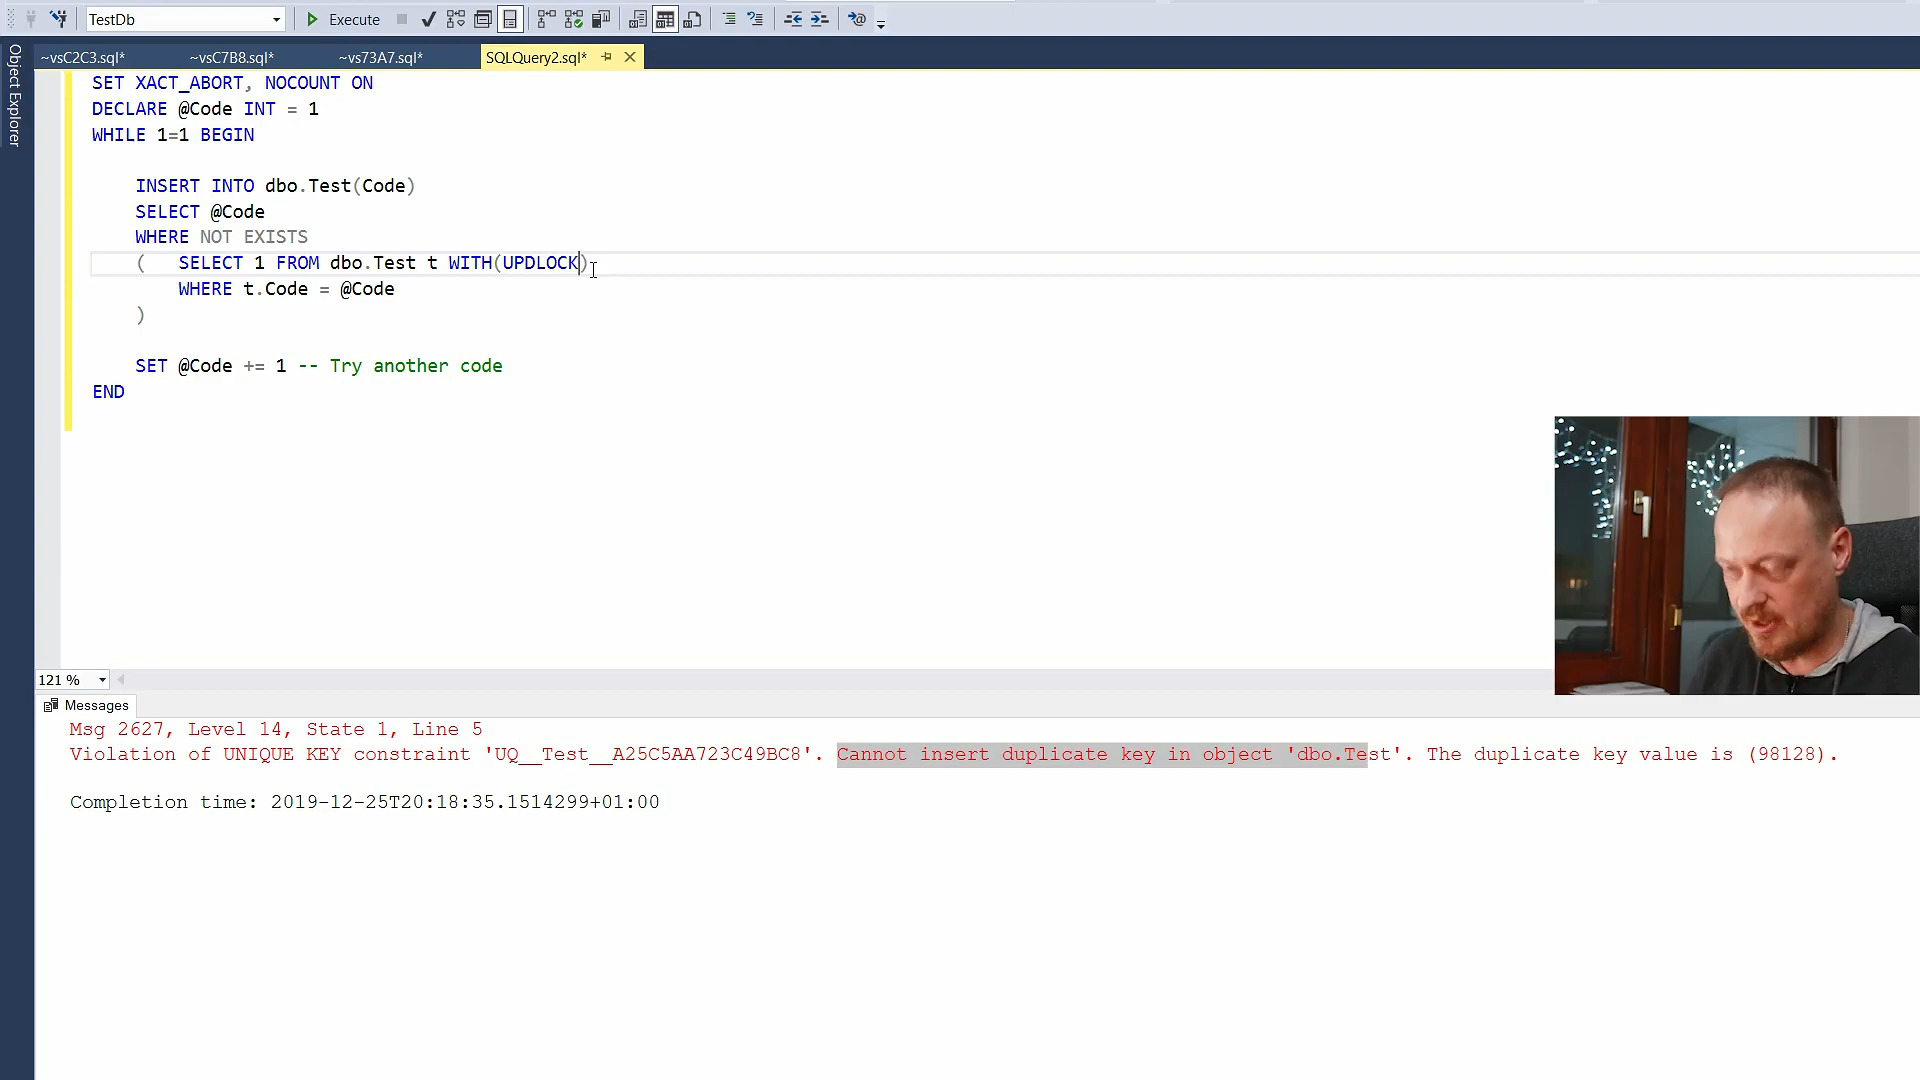 TestDb
Execute
~vsC2C3.sql*
~vsC7B8.sql*
~vs73A7.sql*
SQLQuery2.sql*
Object Explorer
SET XACT_ABORT, NOCOUNT ON
DECLARE @Code INT = 1
WHILE 1=1 BEGIN
INSERT INTO dbo.Test(Code)
SELECT @Code
WHERE NOT EXISTS
( SELECT 1 FROM dbo.Test t WITH(UPDLOCK)
WHERE t.Code = @Code
)
SET @Code += 1 -- Try another code
END
121 %
Messages
Msg 2627, Level 14, State 1, Line 5
Violation of UNIQUE KEY constraint 'UQ__Test__A25C5AA723C49BC8'. Cannot insert duplicate key in object 'dbo.Test'. The duplicate key value is (98128).
Completion time: 2019-12-25T20:18:35.1514299+01:00